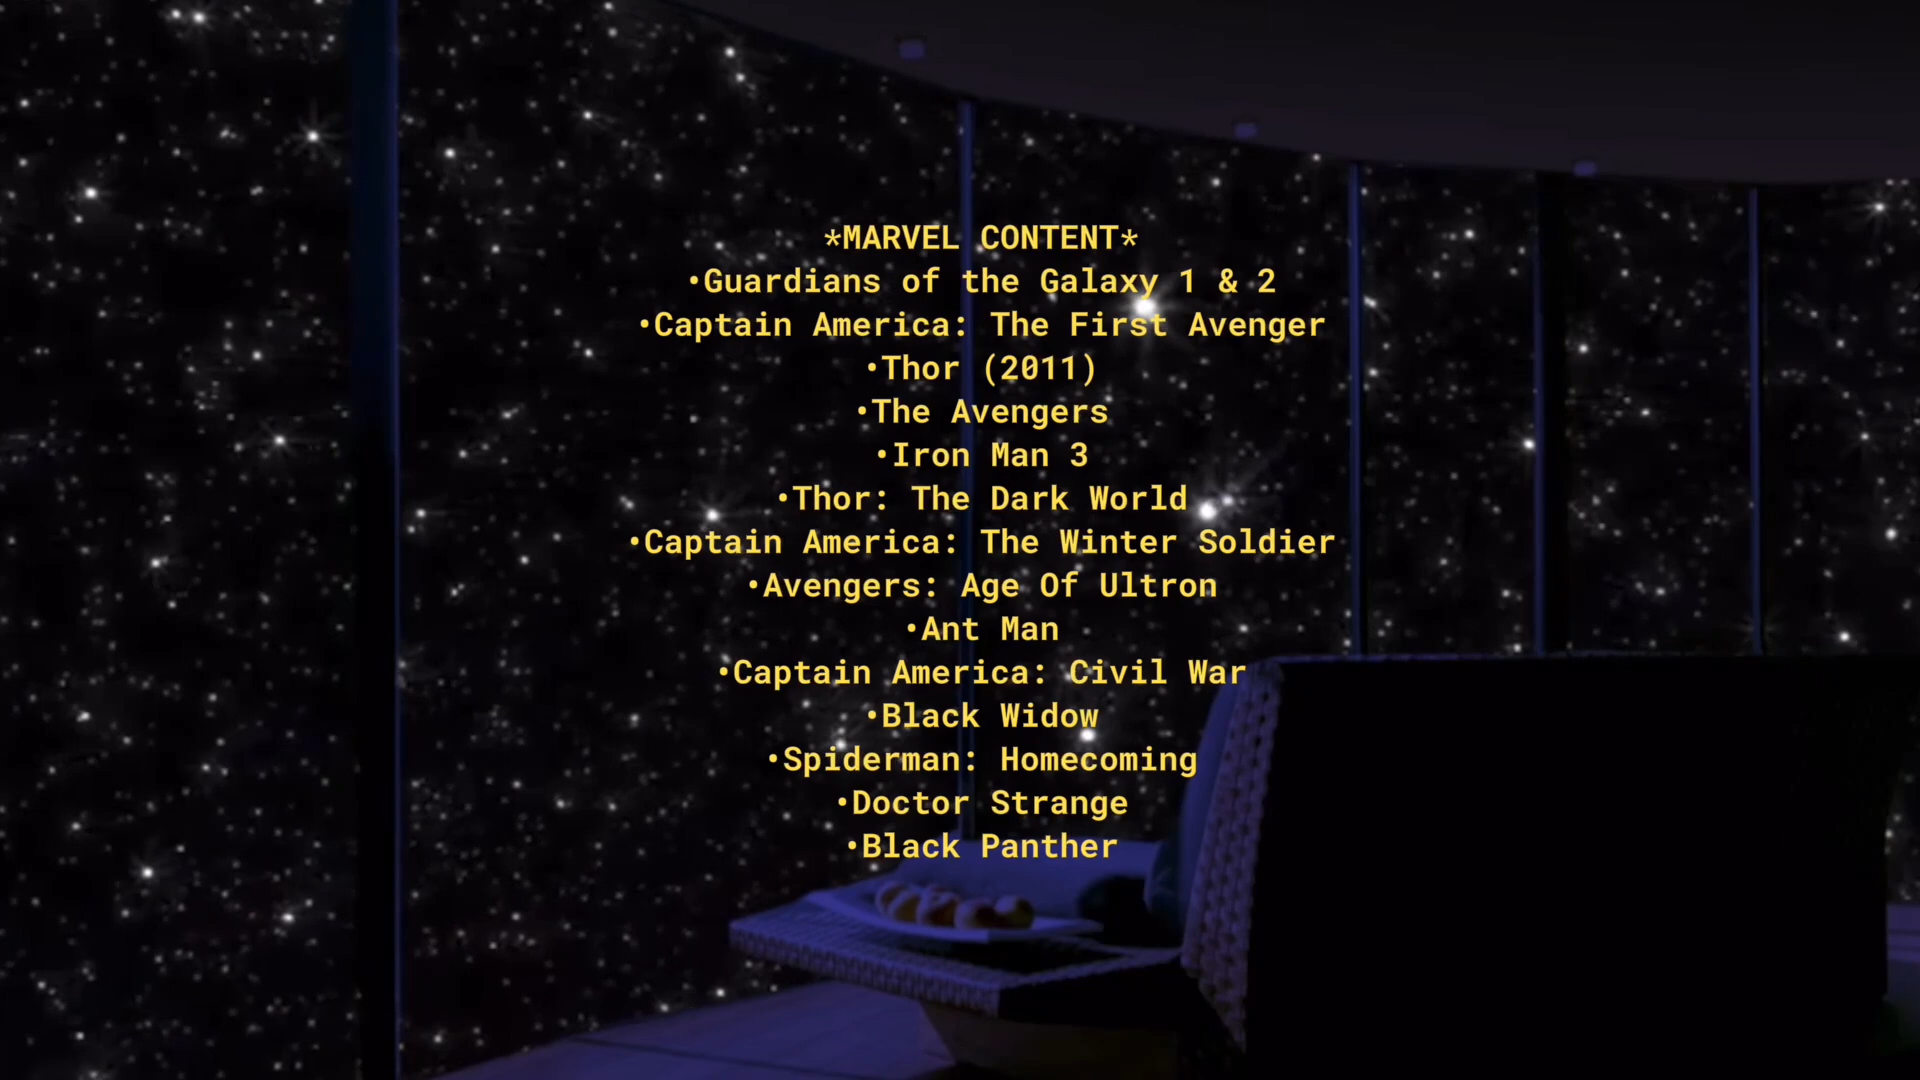 *MARVEL CONTENT*
•Guardians of the Galaxy 1 & 2
•Captain America: The First Avenger
•Thor (2011)
•The Avengers
•Iron Man 3
•Thor: The Dark World
•Captain America: The Winter Soldier
•Avengers: Age Of Ultron
•Ant Man
•Captain America: Civil War
•Black Widow
•Spiderman: Homecoming
•Doctor Strange
•Black Panther